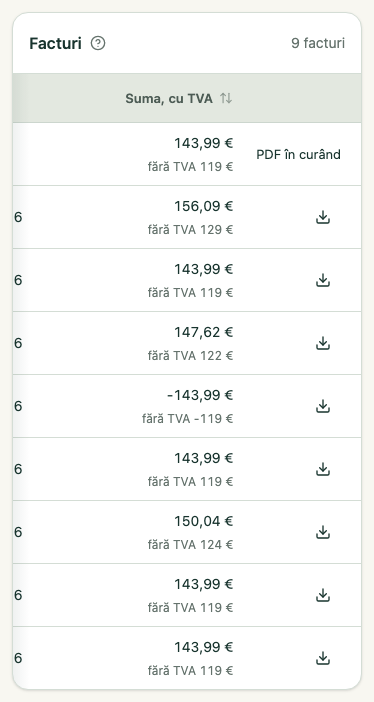 Facturi
9 facturi
Suma, cu TVA
143,99 €
fără TVA 119 €
PDF în curând
6
156,09 €
fără TVA 129 €
6
143,99 €
fără TVA 119 €
6
147,62 €
fără TVA 122 €
6
-143,99 €
fără TVA -119 €
6
143,99 €
fără TVA 119 €
6
150,04 €
fără TVA 124 €
6
143,99 €
fără TVA 119 €
6
143,99 €
fără TVA 119 €